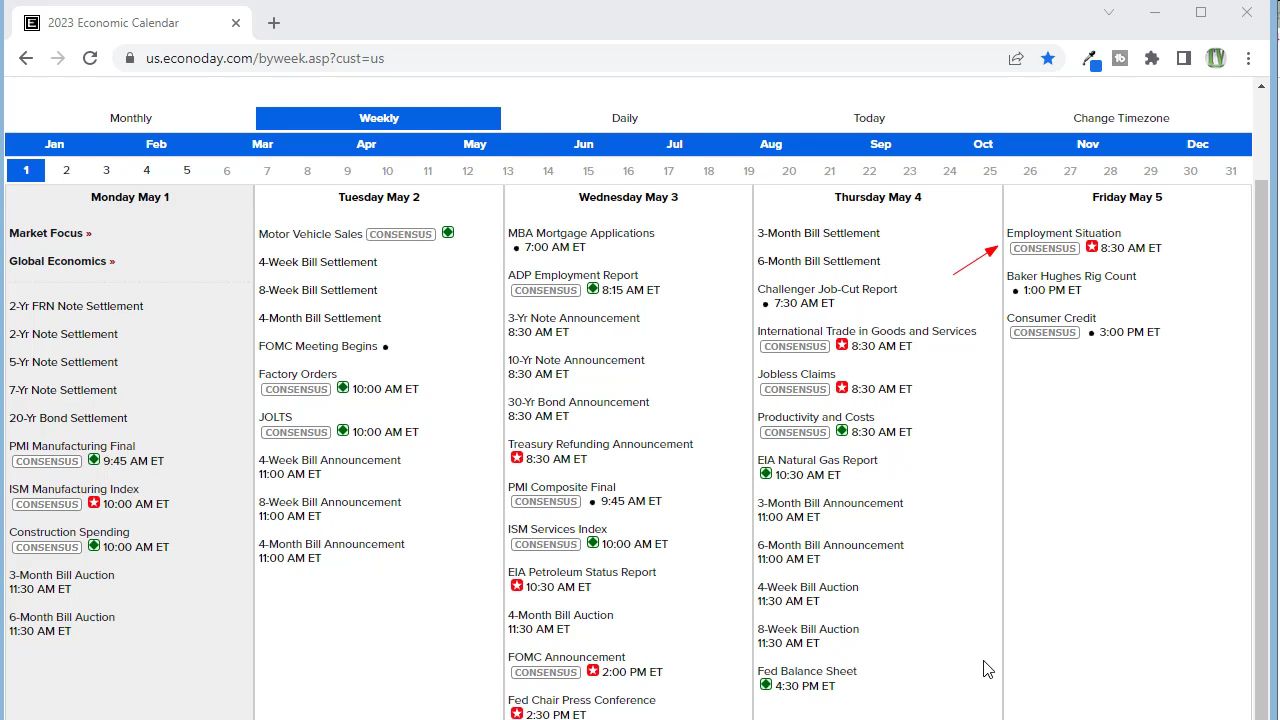 2023 Economic Calendar
us.econoday.com/byweek.asp?cust=us
Monthly Weekly Daily Today Change Timezone
Jan Feb Mar Apr May Jun Jul Aug Sep Oct Nov Dec
1 2 3 4 5 6 7 8 9 10 11 12 13 14 15 16 17 18 19 20 21 22 23 24 25 26 27 28 29 30 31
Monday May 1
Market Focus »
Global Economics »
2-Yr FRN Note Settlement
2-Yr Note Settlement
5-Yr Note Settlement
7-Yr Note Settlement
20-Yr Bond Settlement
PMI Manufacturing Final
CONSENSUS 9:45 AM ET
ISM Manufacturing Index
CONSENSUS 10:00 AM ET
Construction Spending
CONSENSUS 10:00 AM ET
3-Month Bill Auction
11:30 AM ET
6-Month Bill Auction
11:30 AM ET
Tuesday May 2
Motor Vehicle Sales CONSENSUS
4-Week Bill Settlement
8-Week Bill Settlement
4-Month Bill Settlement
FOMC Meeting Begins
Factory Orders
CONSENSUS 10:00 AM ET
JOLTS
CONSENSUS 10:00 AM ET
4-Week Bill Announcement
11:00 AM ET
8-Week Bill Announcement
11:00 AM ET
4-Month Bill Announcement
11:00 AM ET
Wednesday May 3
MBA Mortgage Applications
7:00 AM ET
ADP Employment Report
CONSENSUS 8:15 AM ET
3-Yr Note Announcement
8:30 AM ET
10-Yr Note Announcement
8:30 AM ET
30-Yr Bond Announcement
8:30 AM ET
Treasury Refunding Announcement
8:30 AM ET
PMI Composite Final
CONSENSUS 9:45 AM ET
ISM Services Index
CONSENSUS 10:00 AM ET
EIA Petroleum Status Report
10:30 AM ET
4-Month Bill Auction
11:30 AM ET
FOMC Announcement
CONSENSUS 2:00 PM ET
Fed Chair Press Conference
2:30 PM ET
Thursday May 4
3-Month Bill Settlement
6-Month Bill Settlement
Challenger Job-Cut Report
7:30 AM ET
International Trade in Goods and Services
CONSENSUS 8:30 AM ET
Jobless Claims
CONSENSUS 8:30 AM ET
Productivity and Costs
CONSENSUS 8:30 AM ET
EIA Natural Gas Report
10:30 AM ET
3-Month Bill Announcement
11:00 AM ET
6-Month Bill Announcement
11:00 AM ET
4-Week Bill Auction
11:30 AM ET
8-Week Bill Auction
11:30 AM ET
Fed Balance Sheet
4:30 PM ET
Friday May 5
Employment Situation
CONSENSUS 8:30 AM ET
Baker Hughes Rig Count
1:00 PM ET
Consumer Credit
CONSENSUS 3:00 PM ET